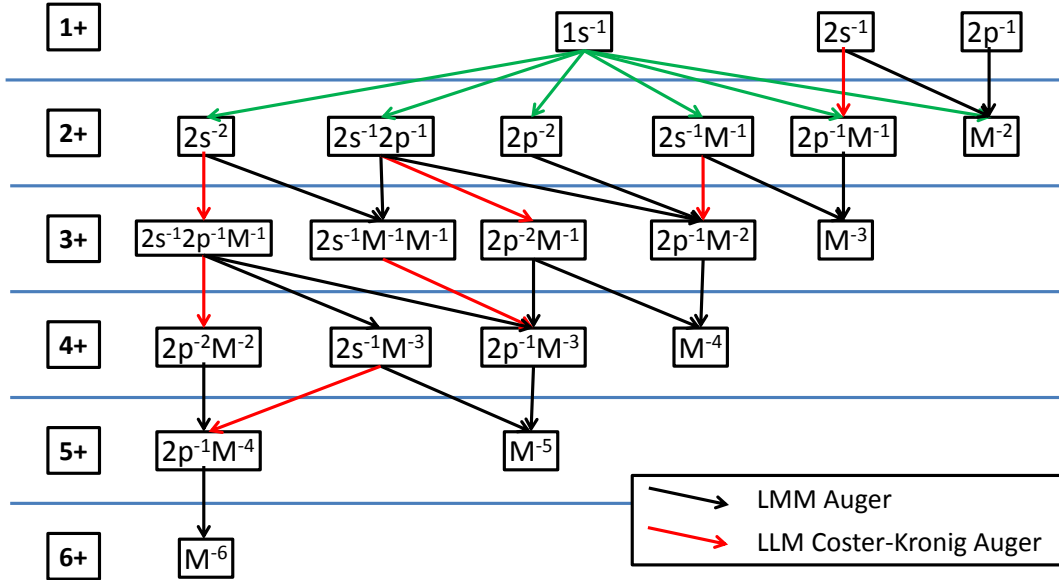 1+ 1s⁻¹ 2s⁻¹ 2p⁻¹
2+ 2s⁻² 2s⁻¹2p⁻¹ 2p⁻² 2s⁻¹M⁻¹ 2p⁻¹M⁻¹ M⁻²
3+ 2s⁻¹2p⁻¹M⁻¹ 2s⁻¹M⁻¹M⁻¹ 2p⁻²M⁻¹ 2p⁻¹M⁻² M⁻³
4+ 2p⁻²M⁻² 2s⁻¹M⁻³ 2p⁻¹M⁻³ M⁻⁴
5+ 2p⁻¹M⁻⁴ M⁻⁵
LMM Auger
LLM Coster-Kronig Auger
6+ M⁻⁶